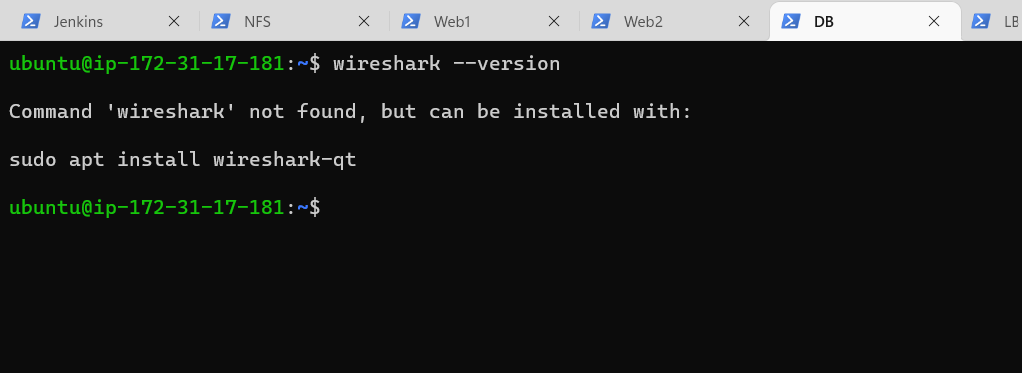 Jenkins NFS Web1 Web2 DB LB
ubuntu@ip-172-31-17-181:~$ wireshark --version
Command 'wireshark' not found, but can be installed with:
sudo apt install wireshark-qt
ubuntu@ip-172-31-17-181:~$